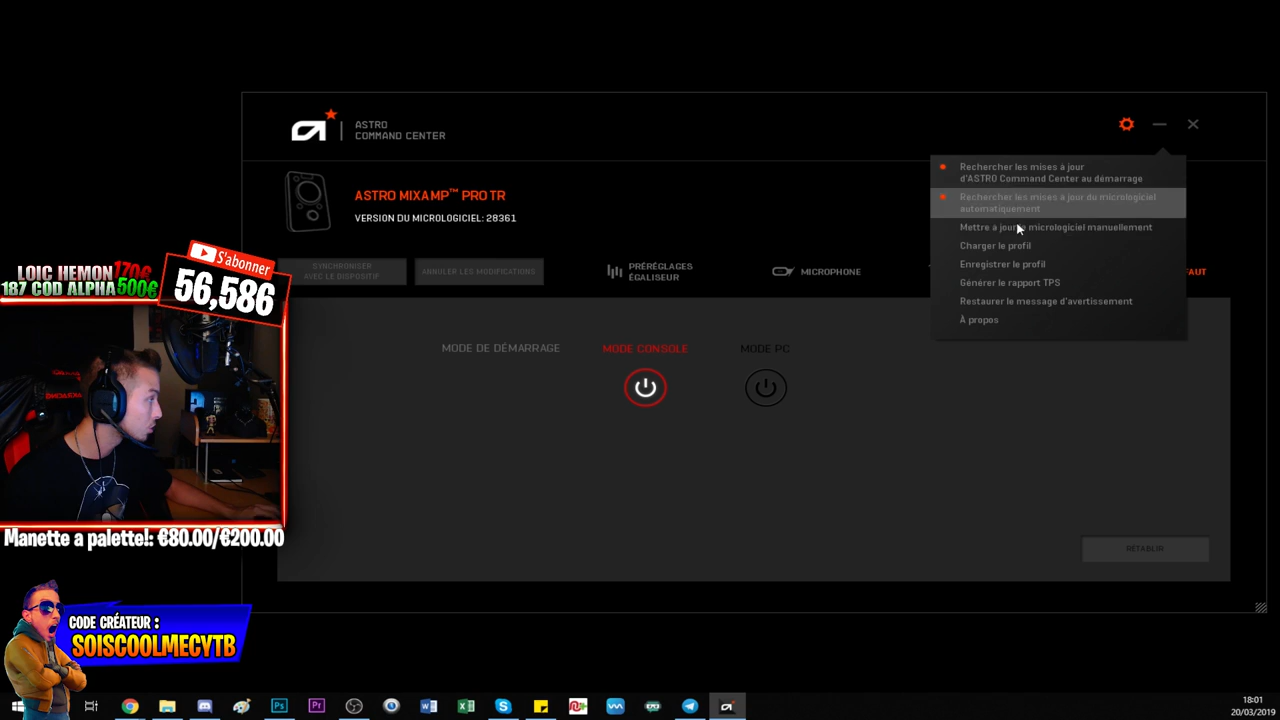 ASTRO
COMMAND CENTER
ASTRO MIXAMP™ PRO TR
VERSION DU MICROLOGICIEL: 28361
SYNCHRONISER
AVEC LE DISPOSITIF
ANNULER LES MODIFICATIONS
PRÉRÉGLAGES
ÉGALISEUR
MICROPHONE
FAUT
Rechercher les mises à jour
d'ASTRO Command Center au démarrage
Rechercher les mises à jour du micrologiciel
automatiquement
Mettre à jour micrologiciel manuellement
Charger le profil
Enregistrer le profil
Générer le rapport TPS
Restaurer le message d'avertissement
À propos
MODE DE DÉMARRAGE
MODE CONSOLE
MODE PC
RÉTABLIR
S'abonner
56,586
LOIC HEMON 170€
187 COD ALPHA 500€
Manette a palette!: €80.00/€200.00
CODE CRÉATEUR :
SOISCOOLMECYTB
18:01
20/03/2019